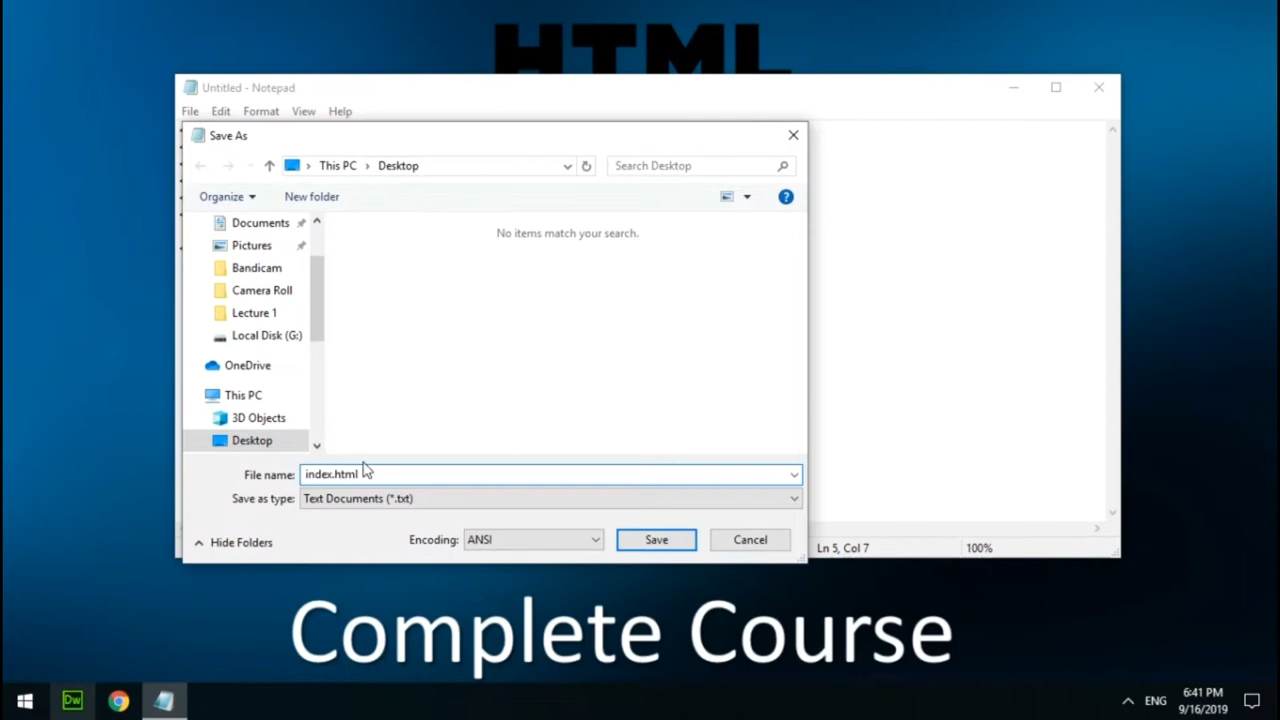 HTML
Untitled - Notepad
File Edit Format View Help
Save As
This PC Desktop
Search Desktop
Organize New folder
Documents
No items match your search.
Pictures
Bandicam
Camera Roll
Lecture 1
Local Disk (G:)
OneDrive
This PC
3D Objects
Desktop
File name: index.html
Save as type: Text Documents (*.txt)
Hide Folders Encoding: ANSI Save Cancel
Ln 5, Col 7 100%
Complete Course
Dw
ENG
6:41 PM
9/16/2019